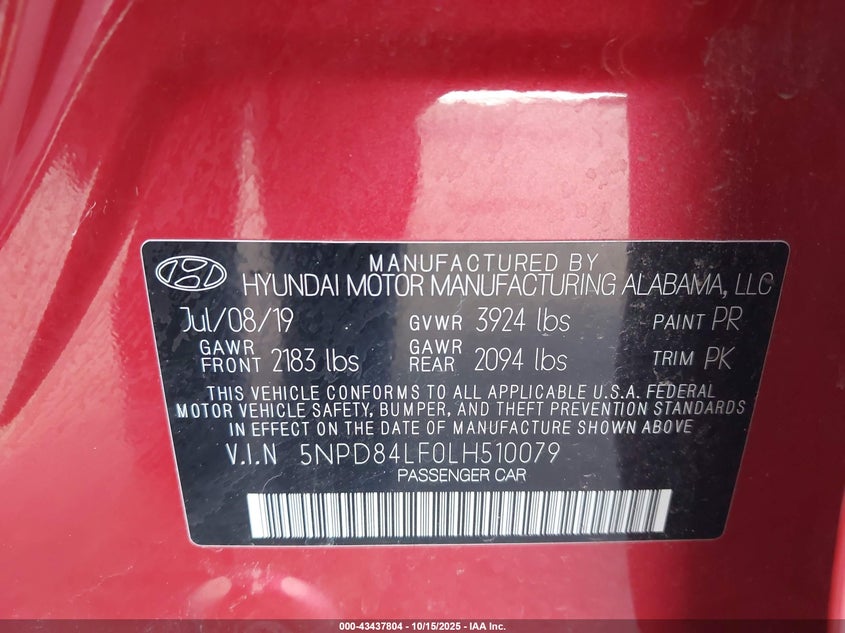 MANUFACTURED BY
HYUNDAI MOTOR MANUFACTURING ALABAMA, LLC
Jul/08/19 GVWR 3924 lbs PAINT PR
GAWR FRONT 2183 lbs GAWR REAR 2094 lbs TRIM PK
THIS VEHICLE CONFORMS TO ALL APPLICABLE U.S.A. FEDERAL
MOTOR VEHICLE SAFETY, BUMPER, AND THEFT PREVENTION STANDARDS
IN EFFECT ON THE DATE OF MANUFACTURE SHOWN ABOVE
V.I.N 5NPD84LF0LH510079
PASSENGER CAR
000-43437804 - 10/15/2025 - IAA Inc.